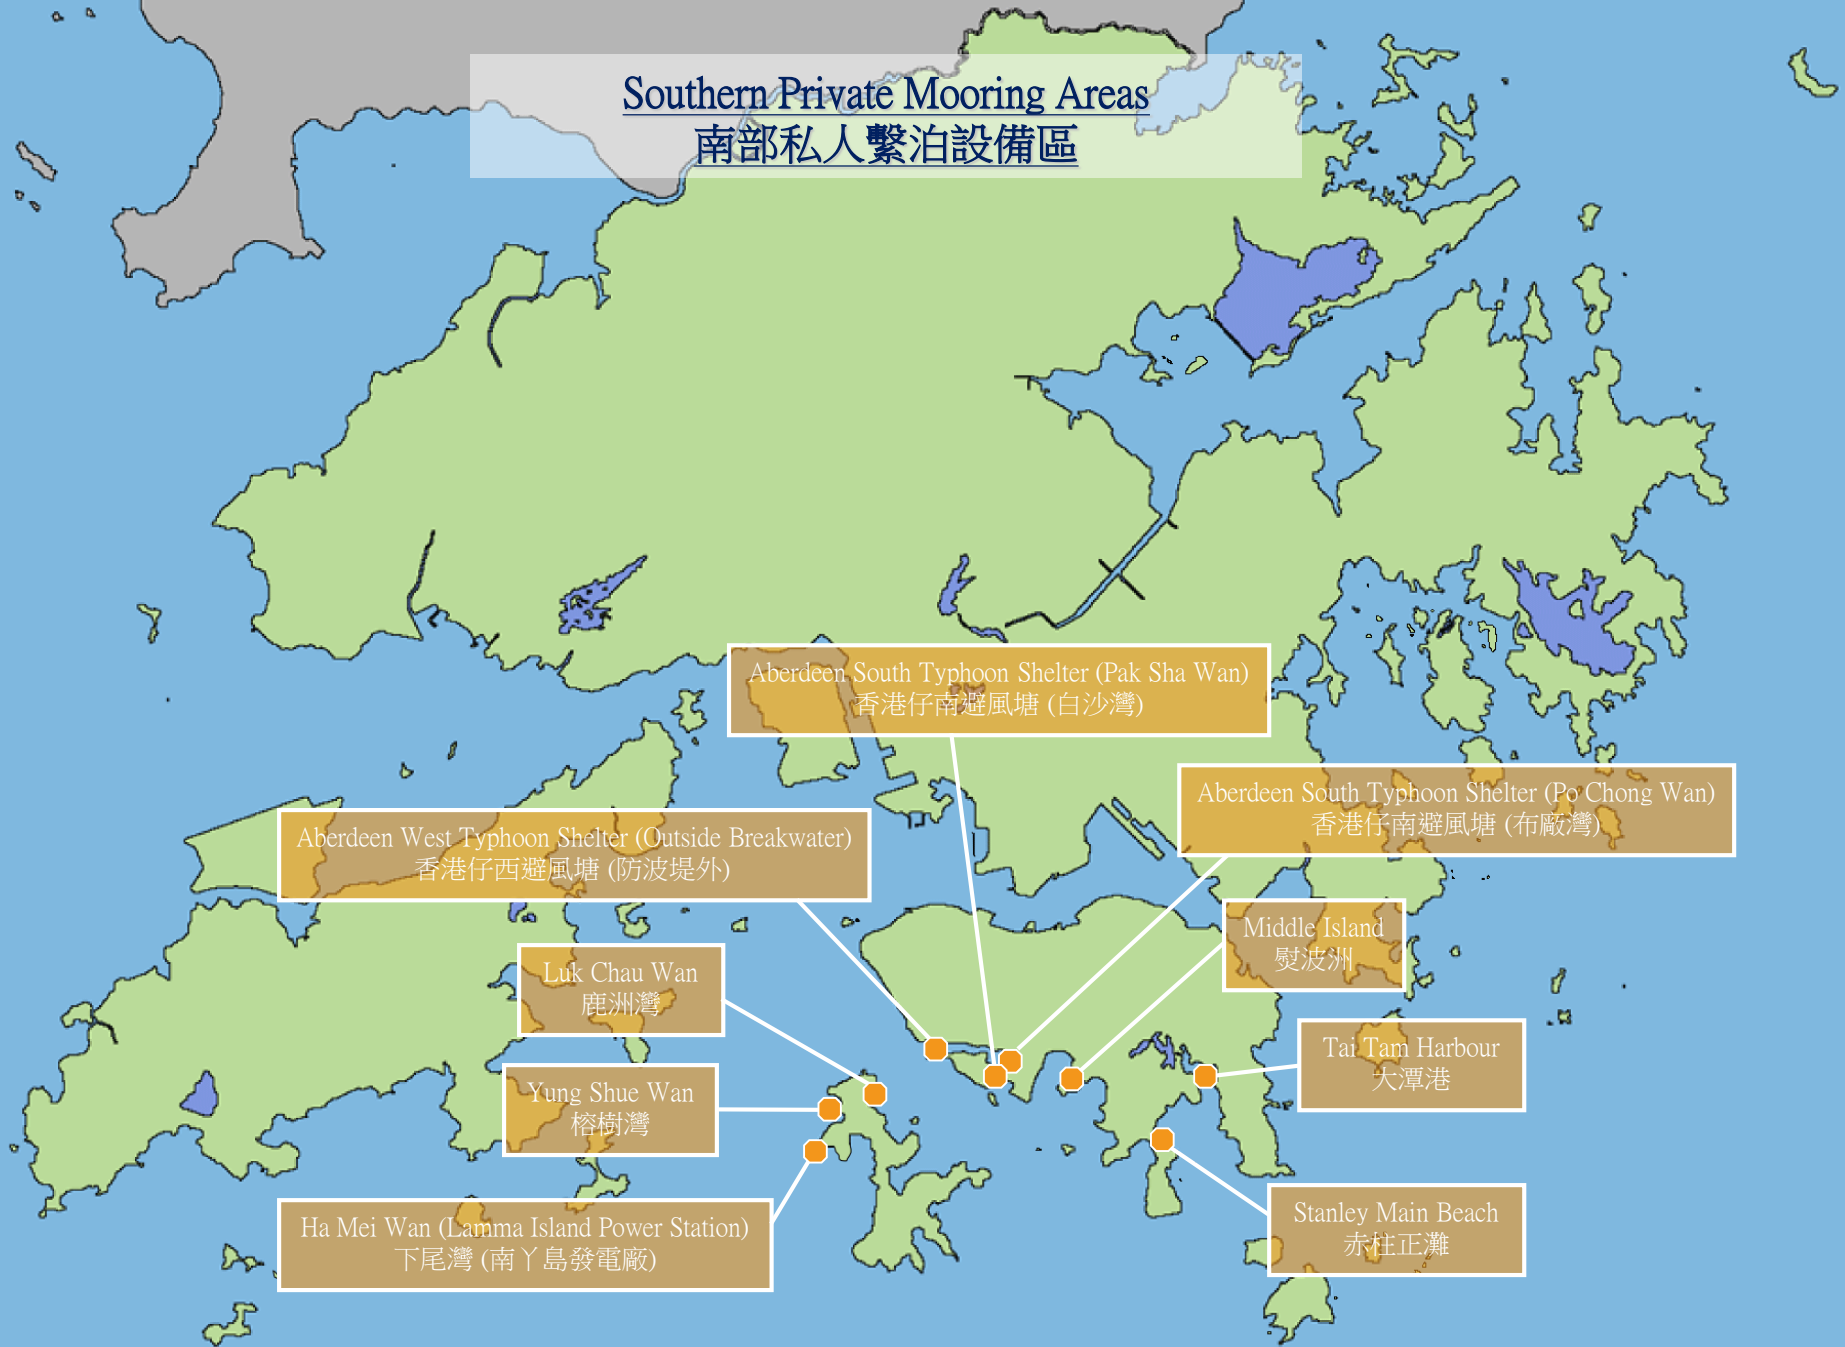 Southern Private Mooring Areas
南部私人繫泊設備區
Aberdeen South Typhoon Shelter (Pak Sha Wan)
香港仔南避風塘 (白沙灣)
Aberdeen South Typhoon Shelter (Po Chong Wan)
香港仔南避風塘 (布廠灣)
Aberdeen West Typhoon Shelter (Outside Breakwater)
香港仔西避風塘 (防波堤外)
Middle Island
熨波洲
Luk Chau Wan
鹿洲灣
Tai Tam Harbour
大潭港
Yung Shue Wan
榕樹灣
Stanley Main Beach
赤柱正灘
Ha Mei Wan (Lamma Island Power Station)
下尾灣 (南丫島發電廠)